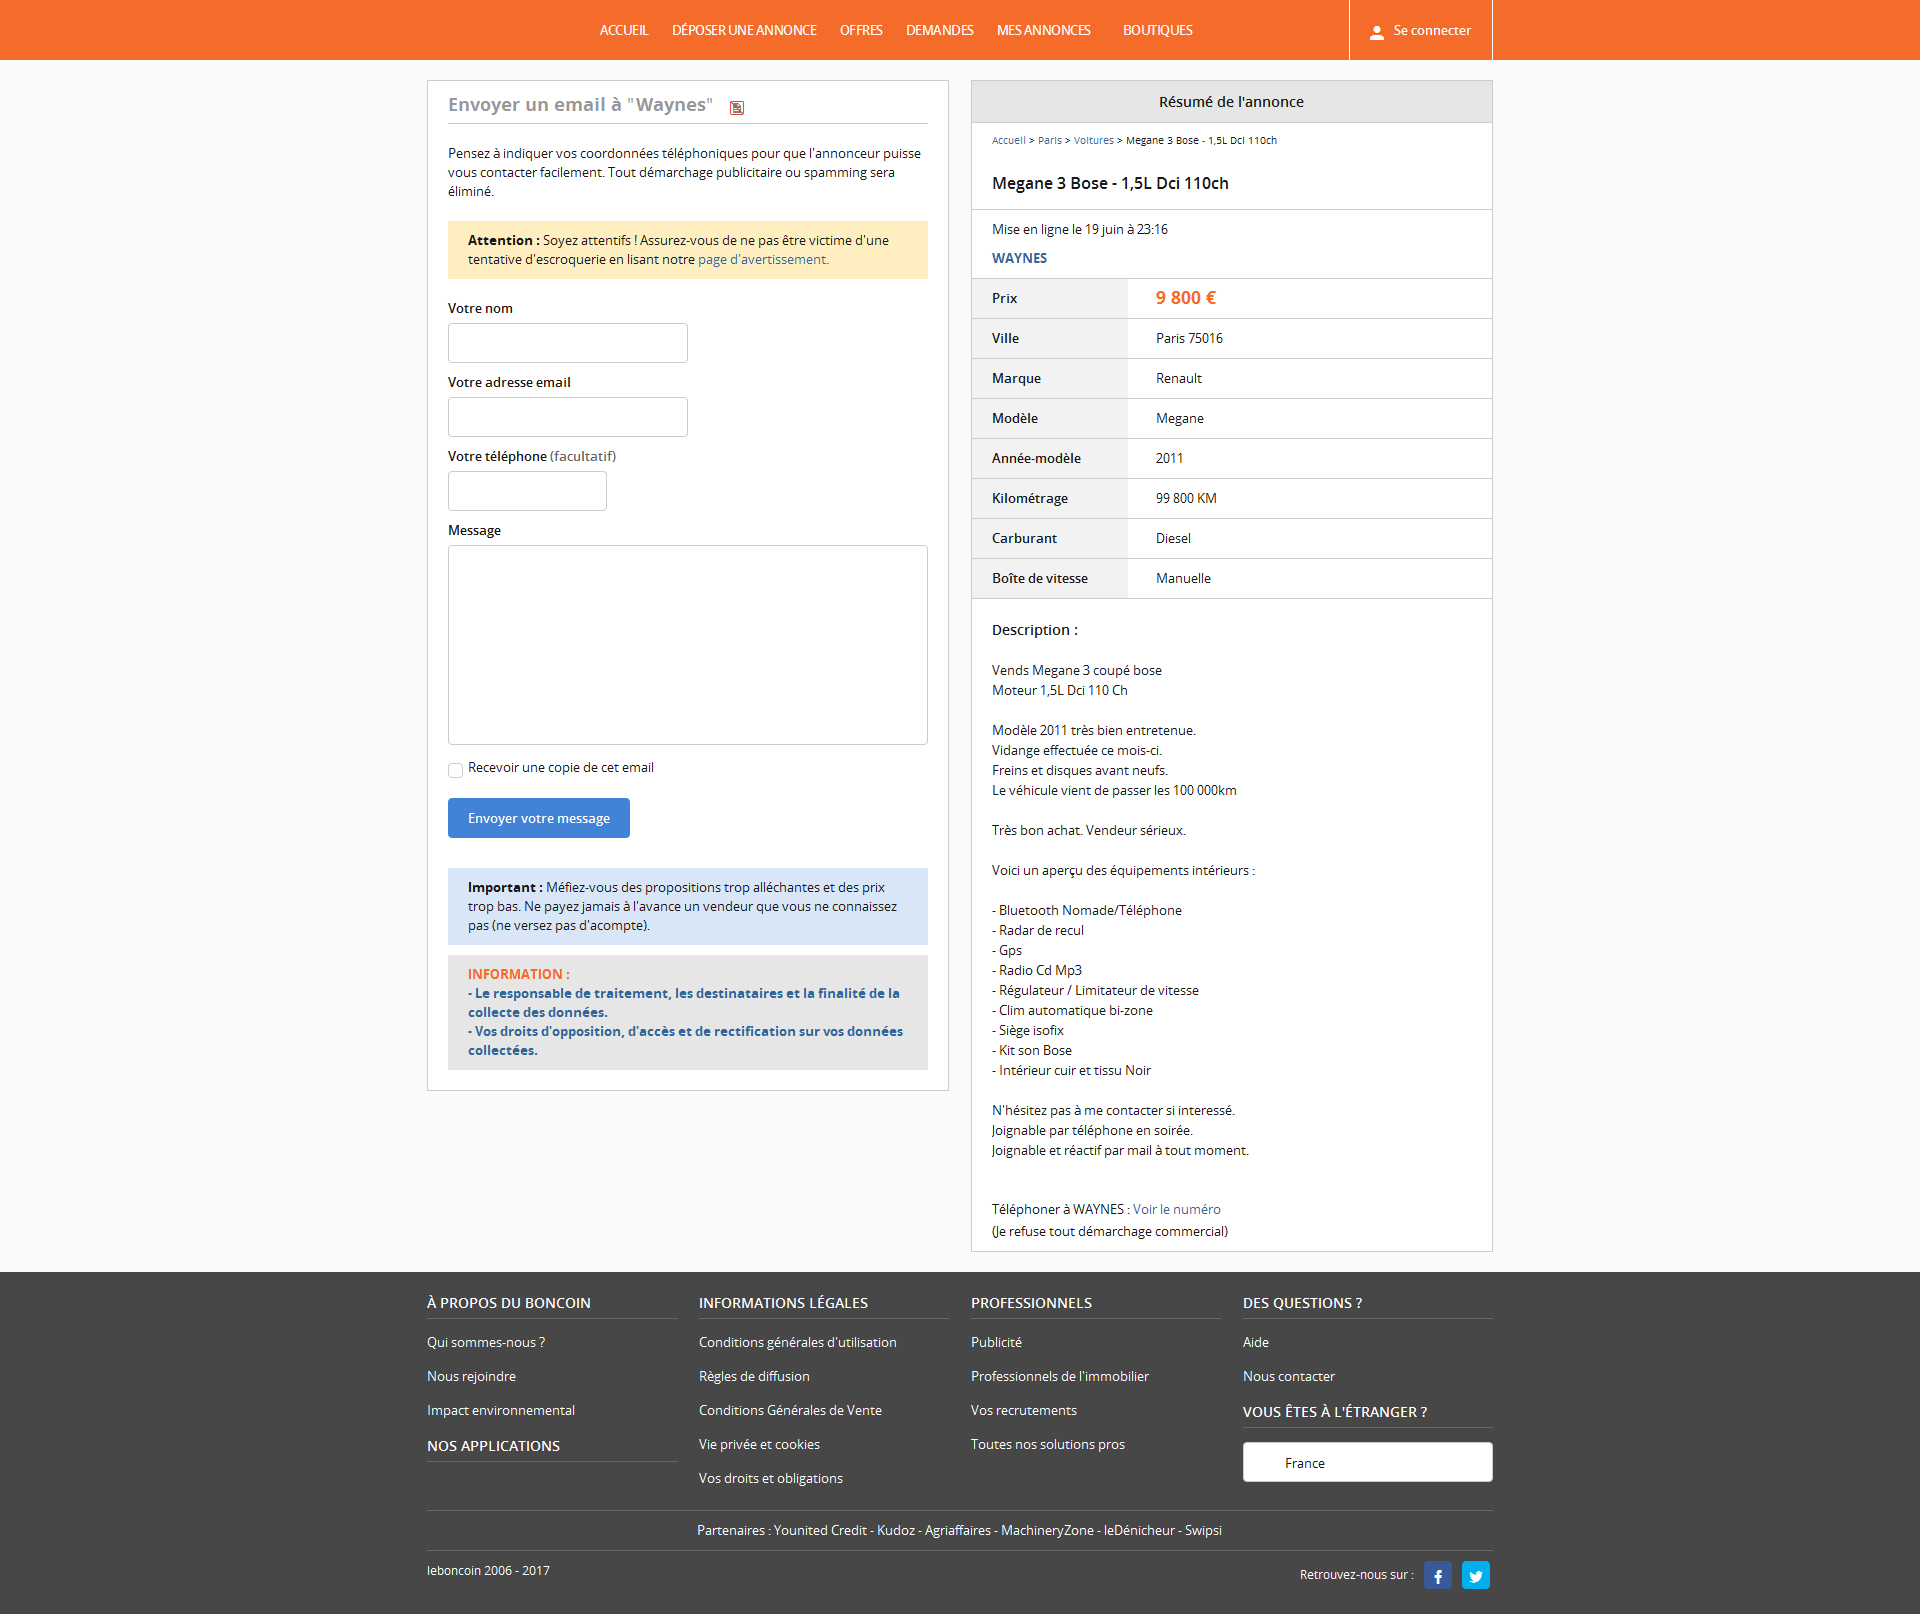 ACCUEIL DÉPOSER UNE ANNONCE OFFRES DEMANDES MES ANNONCES BOUTIQUES Se connecter
Envoyer un email à "Waynes"
Pensez à indiquer vos coordonnées téléphoniques pour que l'annonceur puisse
vous contacter facilement. Tout démarchage publicitaire ou spamming sera
éliminé.
Attention : Soyez attentifs ! Assurez-vous de ne pas être victime d'une
tentative d'escroquerie en lisant notre page d'avertissement.
Votre nom
Votre adresse email
Votre téléphone (facultatif)
Message
Recevoir une copie de cet email
Envoyer votre message
Important : Méfiez-vous des propositions trop alléchantes et des prix
trop bas. Ne payez jamais à l'avance un vendeur que vous ne connaissez
pas (ne versez pas d'acompte).
INFORMATION :
- Le responsable de traitement, les destinataires et la finalité de la
collecte des données.
- Vos droits d'opposition, d'accès et de rectification sur vos données
collectées.
Résumé de l'annonce
Accueil > Paris > Voitures > Megane 3 Bose - 1,5L Dci 110ch
Megane 3 Bose - 1,5L Dci 110ch
Mise en ligne le 19 juin à 23:16
WAYNES
Prix 9 800 €
Ville Paris 75016
Marque Renault
Modèle Megane
Année-modèle 2011
Kilométrage 99 800 KM
Carburant Diesel
Boîte de vitesse Manuelle
Description :
Vends Megane 3 coupé bose
Moteur 1,5L Dci 110 Ch
Modèle 2011 très bien entretenue.
Vidange effectuée ce mois-ci.
Freins et disques avant neufs.
Le véhicule vient de passer les 100 000km
Très bon achat. Vendeur sérieux.
Voici un aperçu des équipements intérieurs :
- Bluetooth Nomade/Téléphone
- Radar de recul
- Gps
- Radio Cd Mp3
- Régulateur / Limitateur de vitesse
- Clim automatique bi-zone
- Siège isofix
- Kit son Bose
- Intérieur cuir et tissu Noir
N'hésitez pas à me contacter si interessé.
Joignable par téléphone en soirée.
Joignable et réactif par mail à tout moment.
Téléphoner à WAYNES : Voir le numéro
(Je refuse tout démarchage commercial)
À PROPOS DU BONCOIN
Qui sommes-nous ?
Nous rejoindre
Impact environnemental
NOS APPLICATIONS
INFORMATIONS LÉGALES
Conditions générales d'utilisation
Règles de diffusion
Conditions Générales de Vente
Vie privée et cookies
Vos droits et obligations
PROFESSIONNELS
Publicité
Professionnels de l'immobilier
Vos recrutements
Toutes nos solutions pros
DES QUESTIONS ?
Aide
Nous contacter
VOUS ÊTES À L'ÉTRANGER ?
France
Partenaires : Younited Credit - Kudoz - Agriaffaires - MachineryZone - leDénicheur - Swipsi
leboncoin 2006 - 2017
Retrouvez-nous sur :